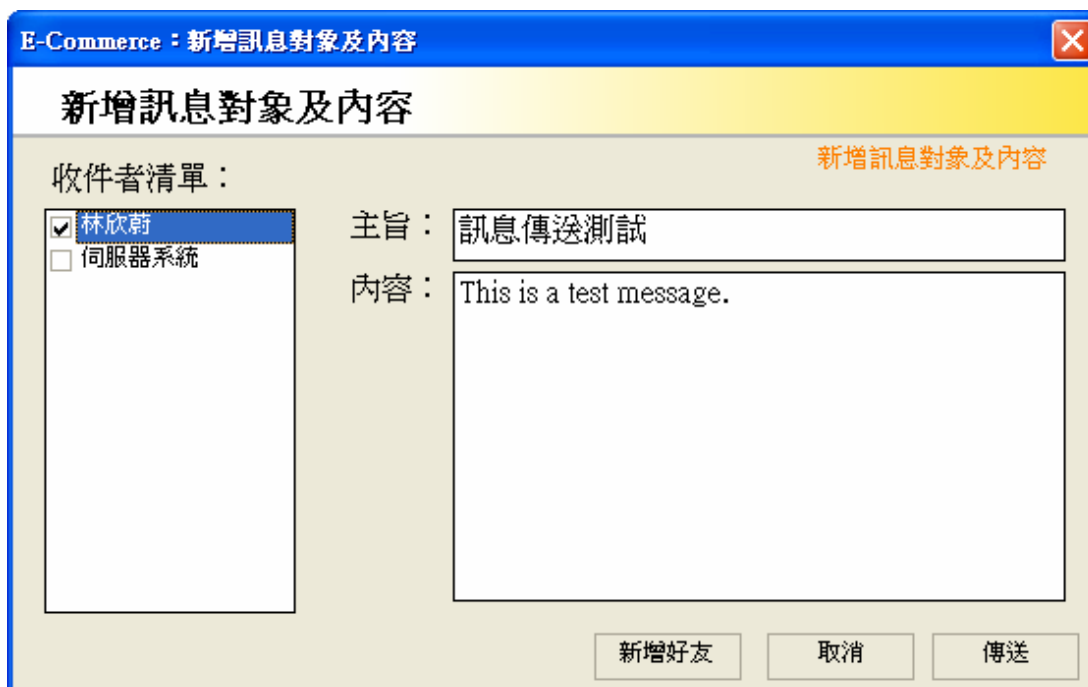 E-Commerce：新增訊息對象及內容
新增訊息對象及內容
新增訊息對象及內容
收件者清單：
林欣蔚
伺服器系統
主旨：
訊息傳送測試
內容：
This is a test message.
新增好友
取消
傳送